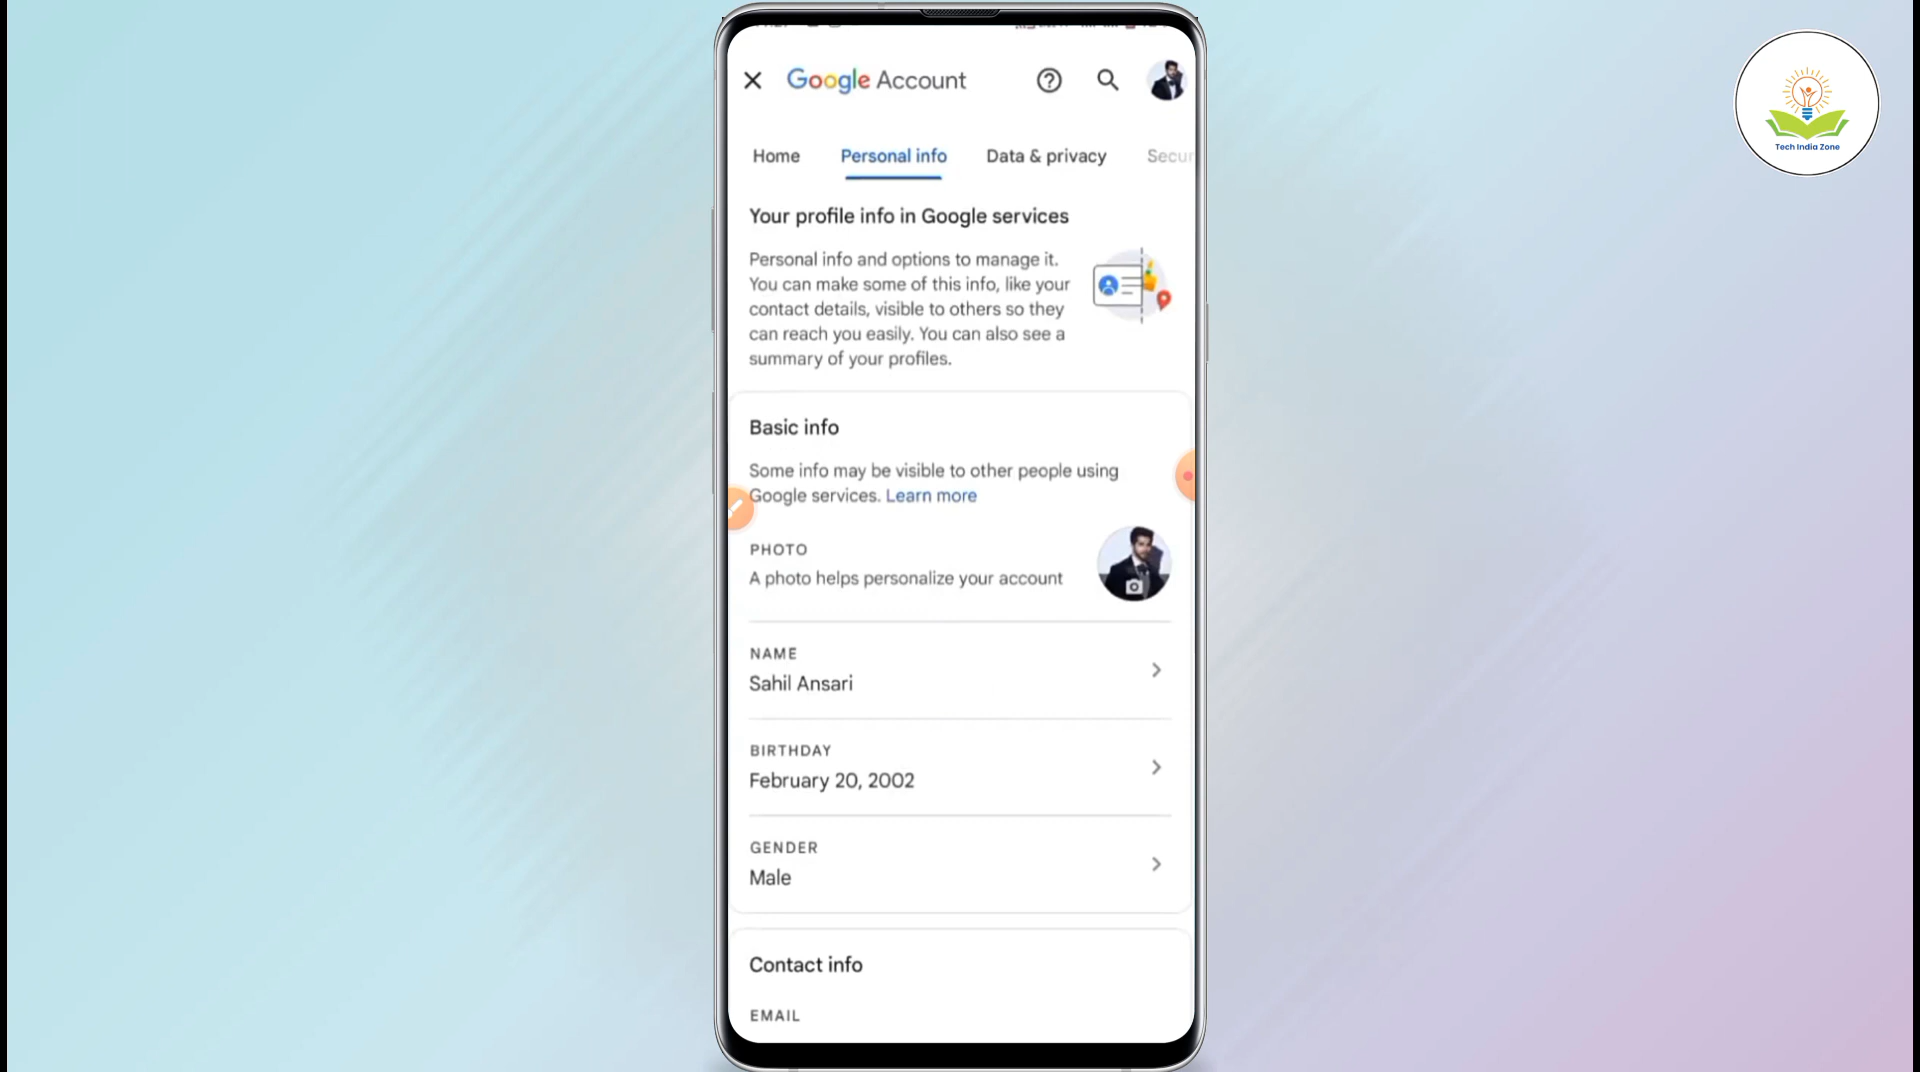 Google Account
Tech India Zone
Home Personal info Data & privacy Secur
Your profile info in Google services
Personal info and options to manage it.
You can make some of this info, like your
contact details, visible to others so they
can reach you easily. You can also see a
summary of your profiles.
Basic info
Some info may be visible to other people using
Google services. Learn more
PHOTO
A photo helps personalize your account
NAME
Sahil Ansari
BIRTHDAY
February 20, 2002
GENDER
Male
Contact info
EMAIL